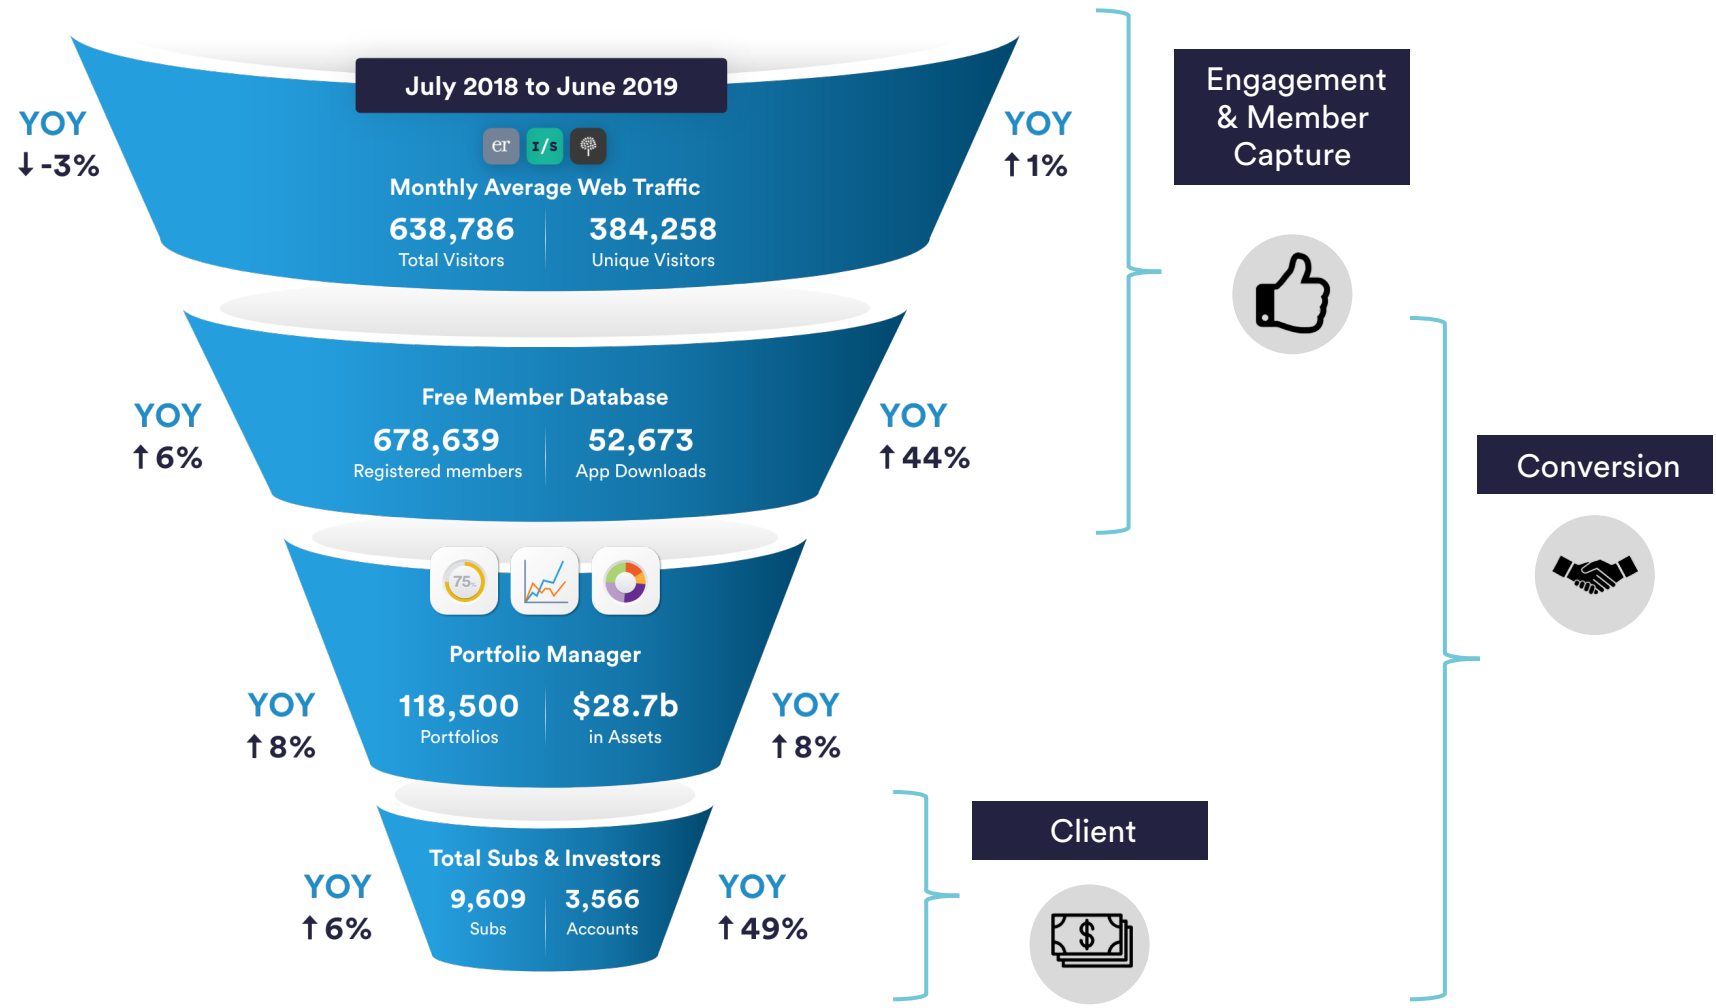 July 2018 to June 2019
er
I/S
YOY
↓ -3%
YOY
↑ 1%
Monthly Average Web Traffic
638,786
Total Visitors
384,258
Unique Visitors
Engagement
& Member
Capture
Free Member Database
678,639
Registered members
52,673
App Downloads
YOY
↑ 6%
YOY
↑ 44%
Conversion
75%
Portfolio Manager
118,500
Portfolios
$28.7b
in Assets
YOY
↑ 8%
YOY
↑ 8%
Total Subs & Investors
9,609
Subs
3,566
Accounts
YOY
↑ 6%
YOY
↑ 49%
Client
$